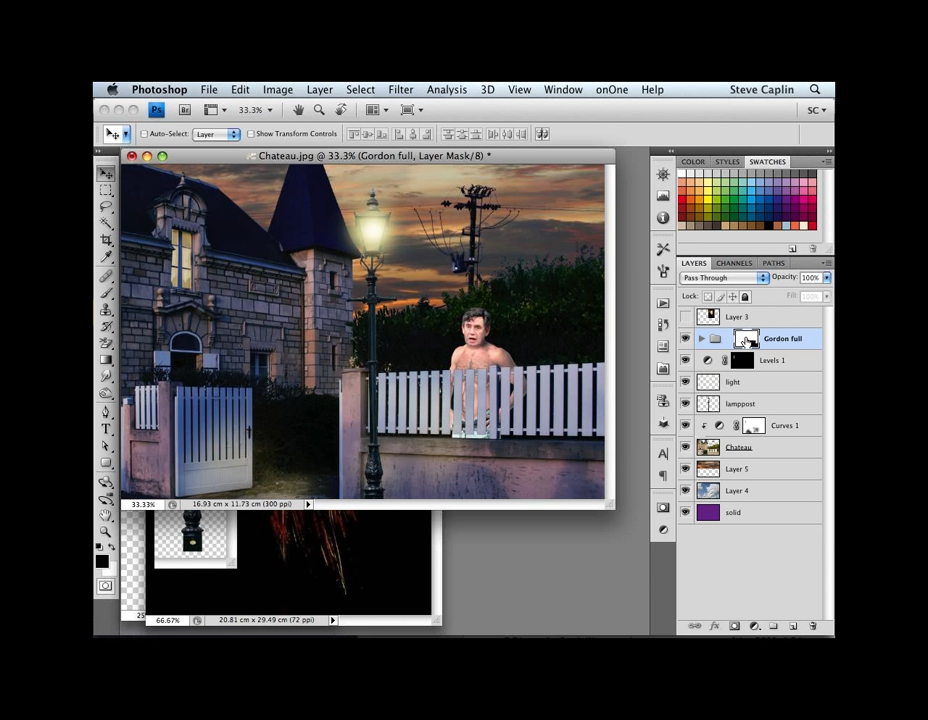 Photoshop File Edit Image Layer Select Filter Analysis 3D View Window onOne Help Steve Caplin
Ps Br 33.3% SC
Auto-Select: Layer Show Transform Controls
Chateau.jpg @ 33.3% (Gordon full, Layer Mask/8) *
COLOR STYLES SWATCHES
LAYERS CHANNELS PATHS
Pass Through Opacity: 100%
Lock: Fill: 100%
Layer 3
Gordon full
Levels 1
light
lamppost
Curves 1
Chateau
Layer 5
Layer 4
solid
33.33% 16.93 cm x 11.73 cm (300 ppi)
66.67% 20.81 cm x 29.49 cm (72 ppi)